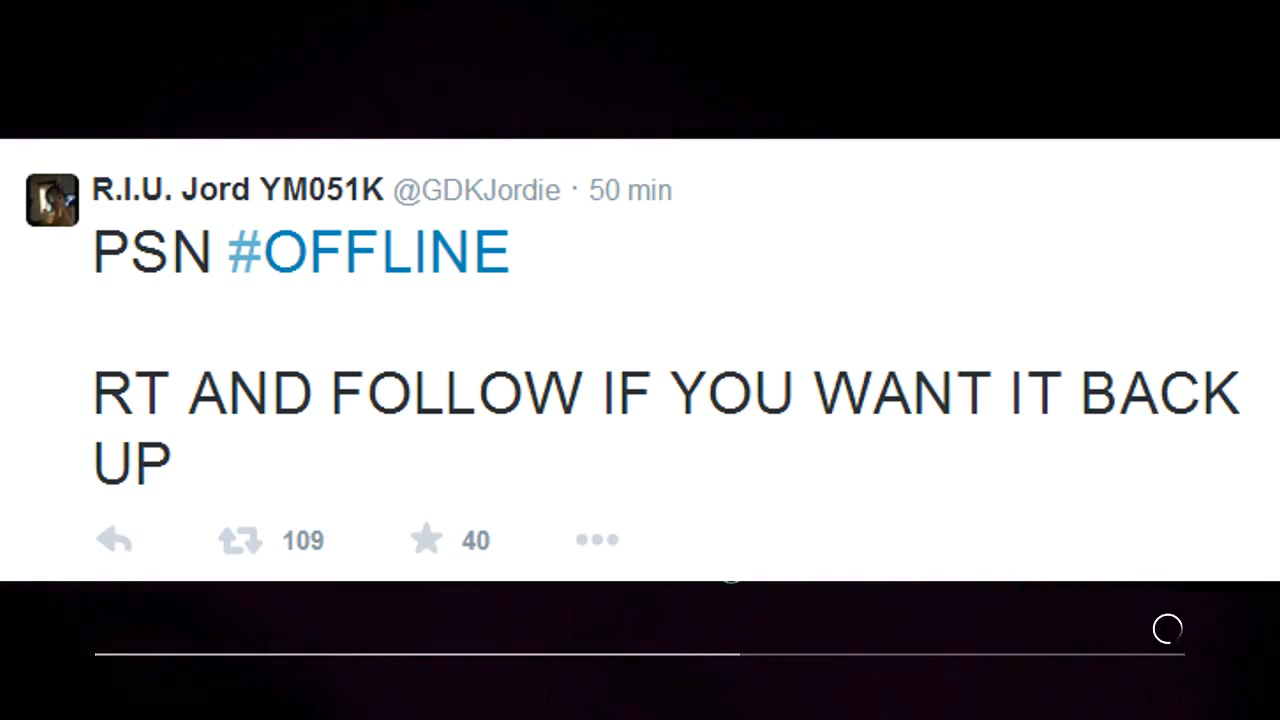 R.I.U. Jord YM051K @GDKJordie · 50 min
PSN #OFFLINE
RT AND FOLLOW IF YOU WANT IT BACK
UP
109 40